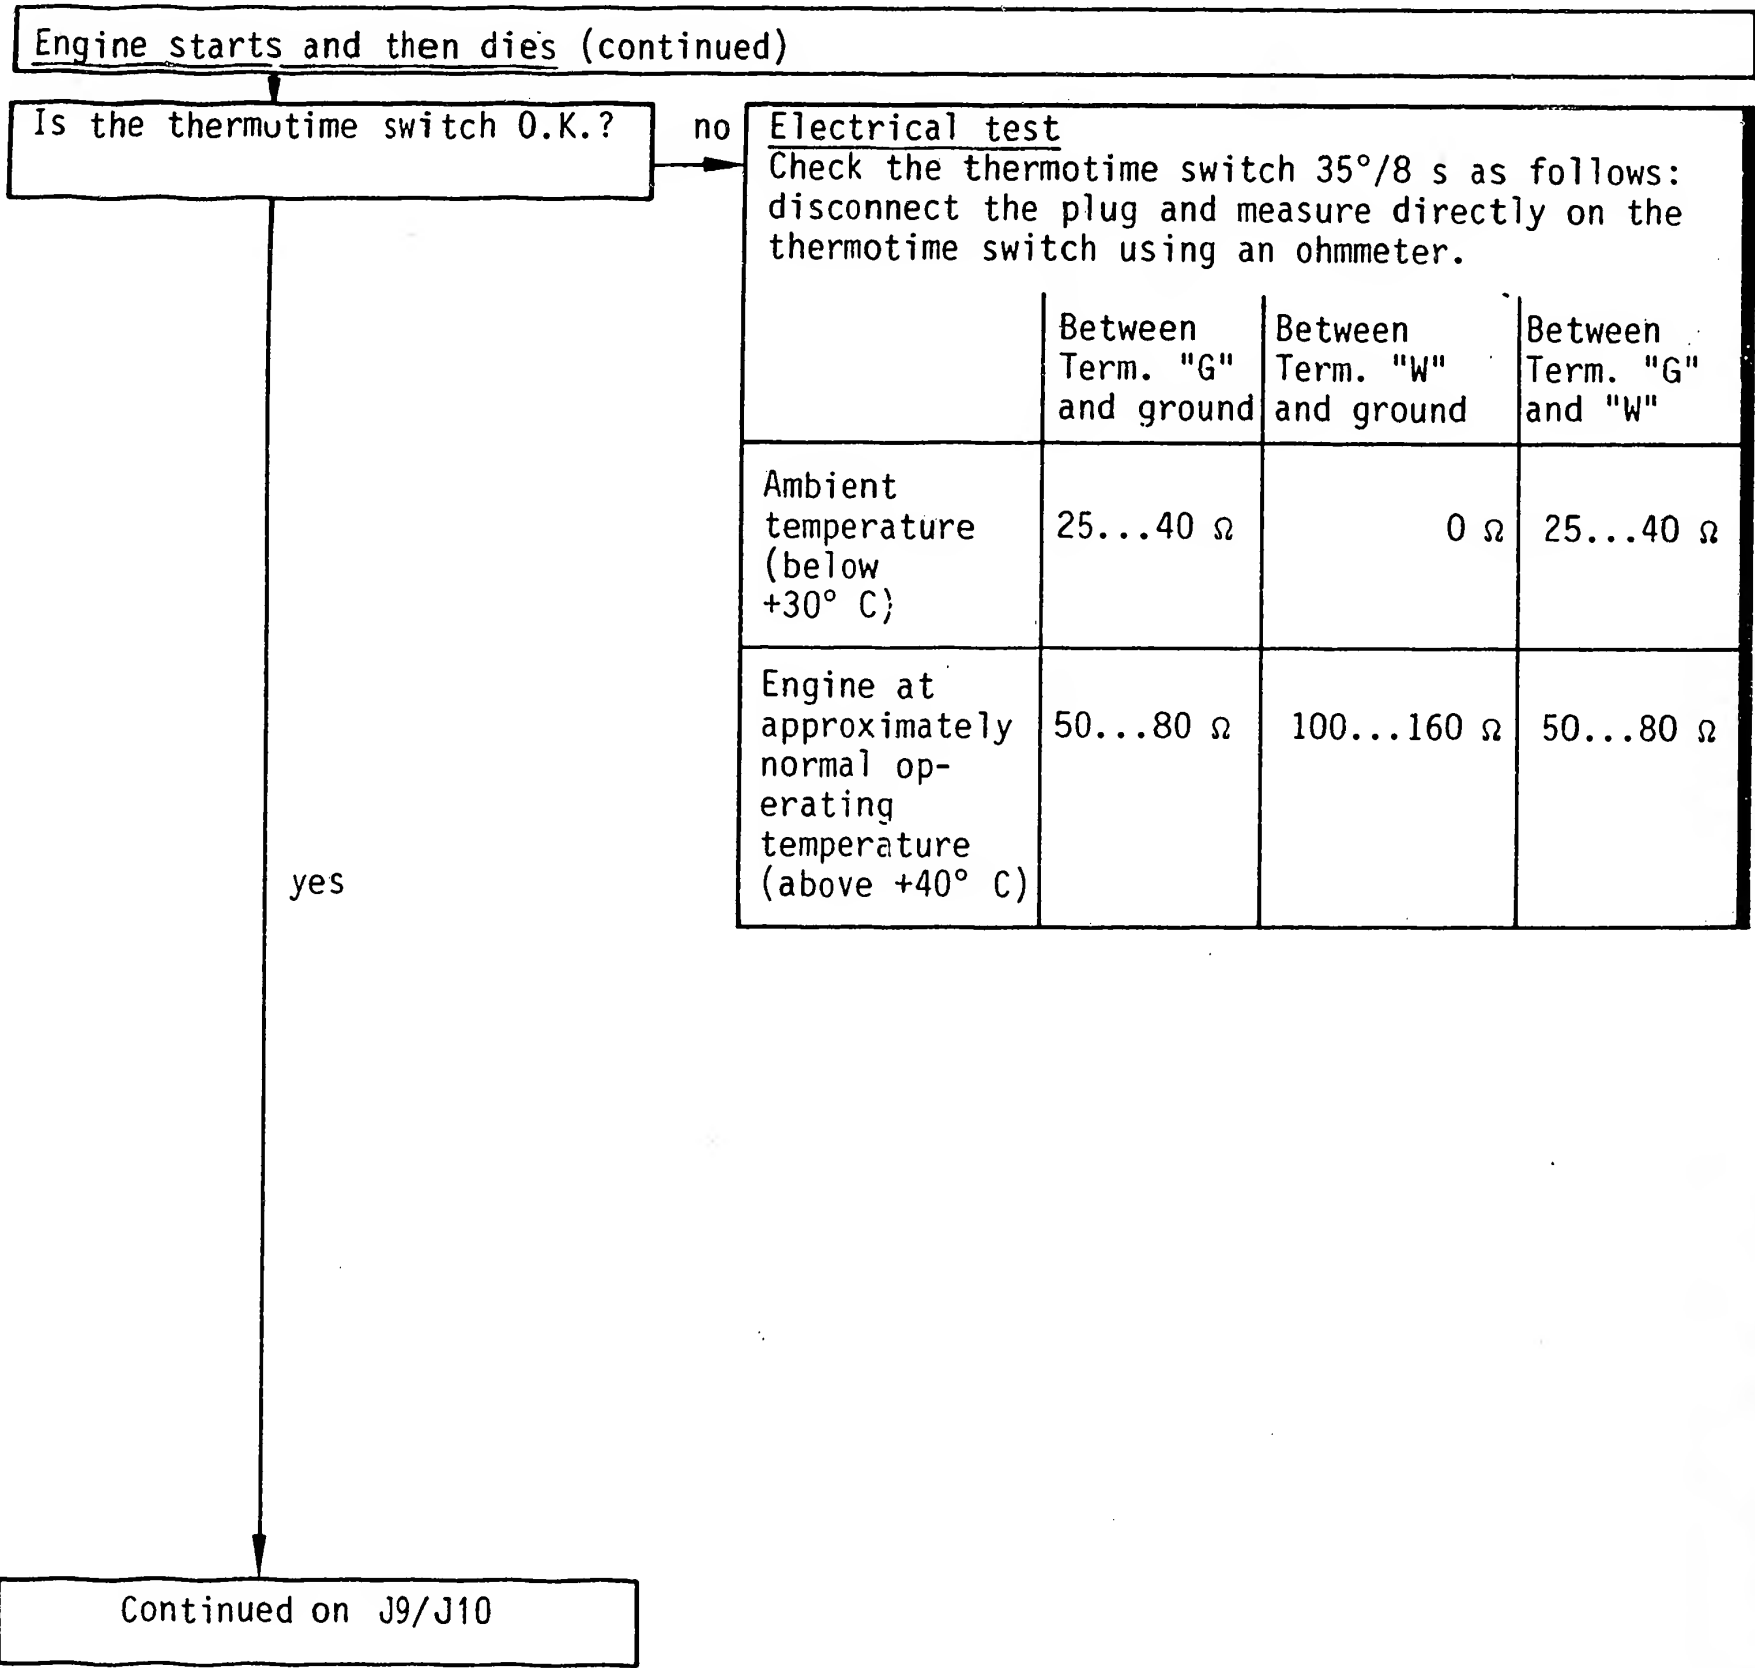 Engine starts and then dies (continued)
Is the thermotime switch O.K.?
no
Electrical test
Check the thermotime switch 35°/8 s as follows:
disconnect the plug and measure directly on the
thermotime switch using an ohmmeter.
Between
Term. "G"
and ground
Between
Term. "W"
and ground
Between
Term. "G"
and "W"
Ambient
temperature
(below
+30° C)
25...40 Ω
0 Ω
25...40 Ω
Engine at
approximately
normal op-
erating
temperature
(above +40° C)
50...80 Ω
100...160 Ω
50...80 Ω
yes
Continued on J9/J10